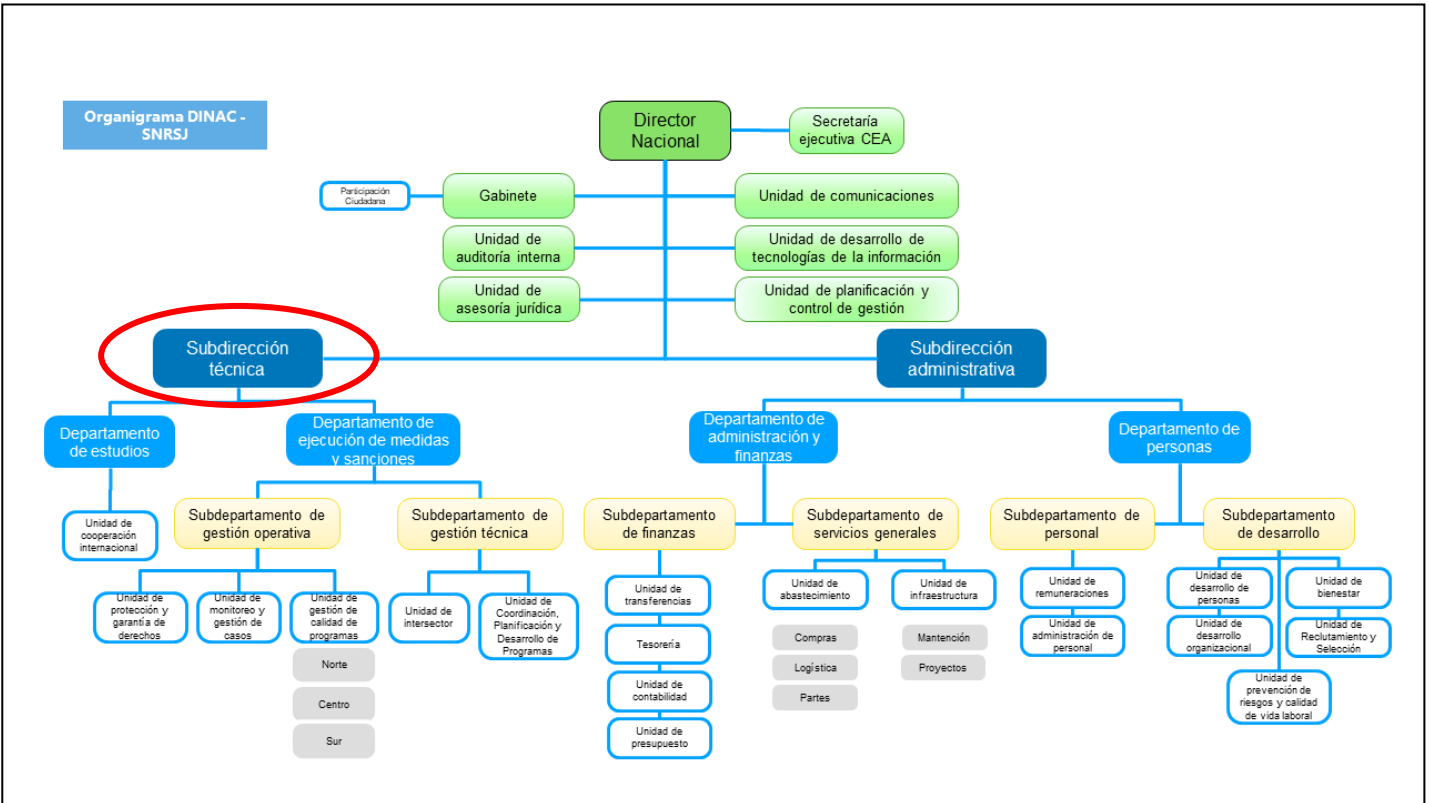 Organigrama DINAC -
SNRSJ
Director
Nacional
Secretaría
ejecutiva CEA
Participación
Ciudadana
Gabinete
Unidad de comunicaciones
Unidad de
auditoría interna
Unidad de desarrollo de
tecnologías de la información
Unidad de
asesoría jurídica
Unidad de planificación y
control de gestión
Subdirección
técnica
Subdirección
administrativa
Departamento
de estudios
Departamento de
ejecución de medidas
y sanciones
Departamento de
administración y
finanzas
Departamento de
personas
Unidad de
cooperación
internacional
Subdepartamento de
gestión operativa
Subdepartamento de
gestión técnica
Subdepartamento
de finanzas
Subdepartamento de
servicios generales
Subdepartamento de
personal
Subdepartamento
de desarrollo
Unidad de
protección y
garantía de
derechos
Unidad de
monitoreo y
gestión de
casos
Unidad de
gestión de
calidad de
programas
Norte
Centro
Sur
Unidad de
intersector
Unidad de
Coordinación,
Planificación y
Desarrollo de
Programas
Unidad de
transferencias
Tesorería
Unidad de
contabilidad
Unidad de
presupuesto
Unidad de
abastecimiento
Compras
Logística
Partes
Unidad de
infraestructura
Mantención
Proyectos
Unidad de
remuneraciones
Unidad de
administración de
personal
Unidad de
desarrollo de
personas
Unidad de
desarrollo
organizacional
Unidad de
bienestar
Unidad de
Reclutamiento y
Selección
Unidad de
prevención de
riesgos y calidad
de vida laboral